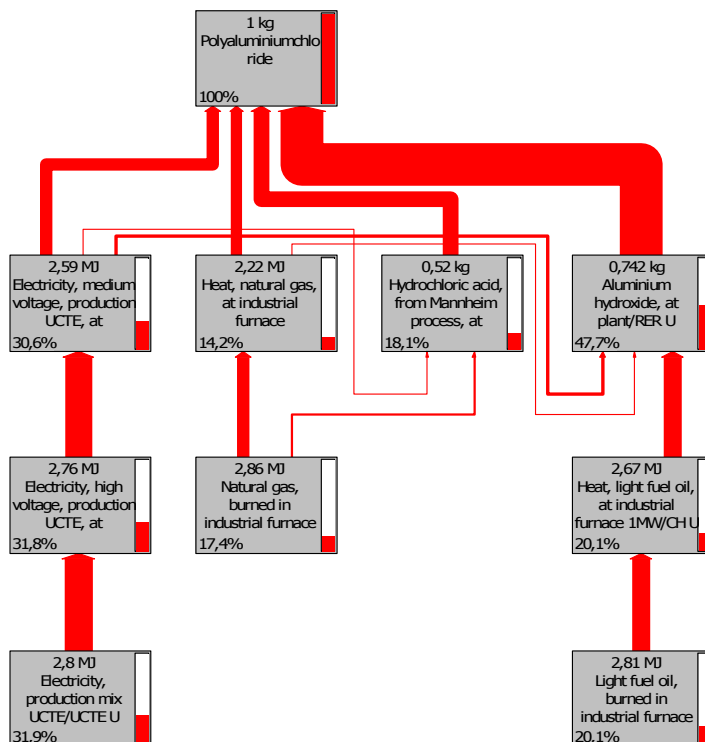 1 kg
Polyaluminiumchlo
ride
100%
2,59 MJ
Electricity, medium
voltage, production
UCTE, at
30,6%
2,22 MJ
Heat, natural gas,
at industrial
furnace
14,2%
0,52 kg
Hydrochloric acid,
from Mannheim
process, at
18,1%
0,742 kg
Aluminium
hydroxide, at
plant/RER U
47,7%
2,76 MJ
Electricity, high
voltage, production
UCTE, at
31,8%
2,86 MJ
Natural gas,
burned in
industrial furnace
17,4%
2,67 MJ
Heat, light fuel oil,
at industrial
furnace 1MW/CH U
20,1%
2,8 MJ
Electricity,
production mix
UCTE/UCTE U
31,9%
2,81 MJ
Light fuel oil,
burned in
industrial furnace
20,1%